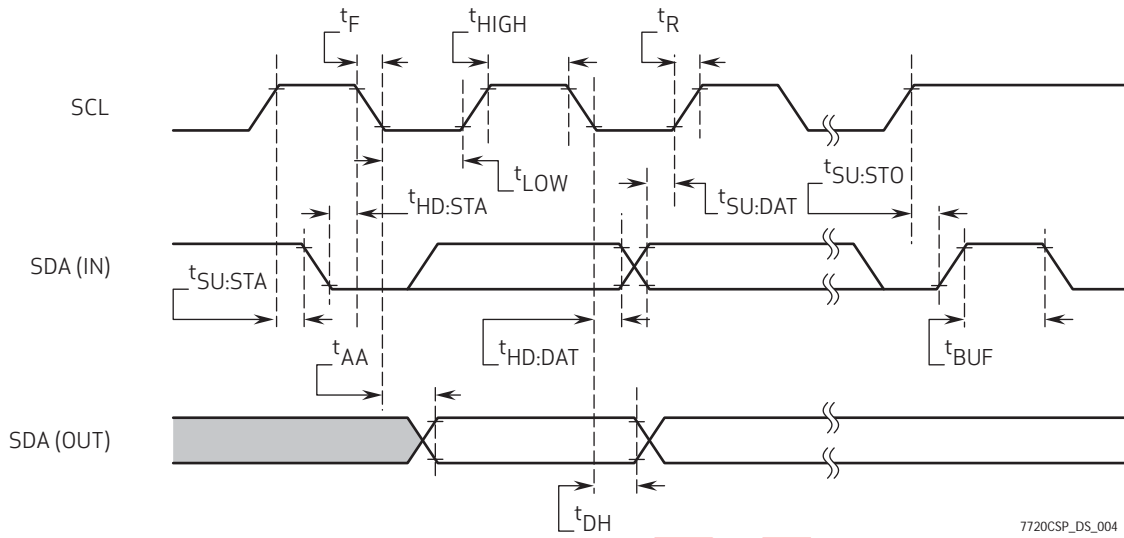 tF
tHIGH
tR
SCL
tLOW
tSU:STO
tHD:STA
tSU:DAT
SDA (IN)
tSU:STA
tAA
tHD:DAT
tBUF
SDA (OUT)
tDH
7720CSP_DS_004